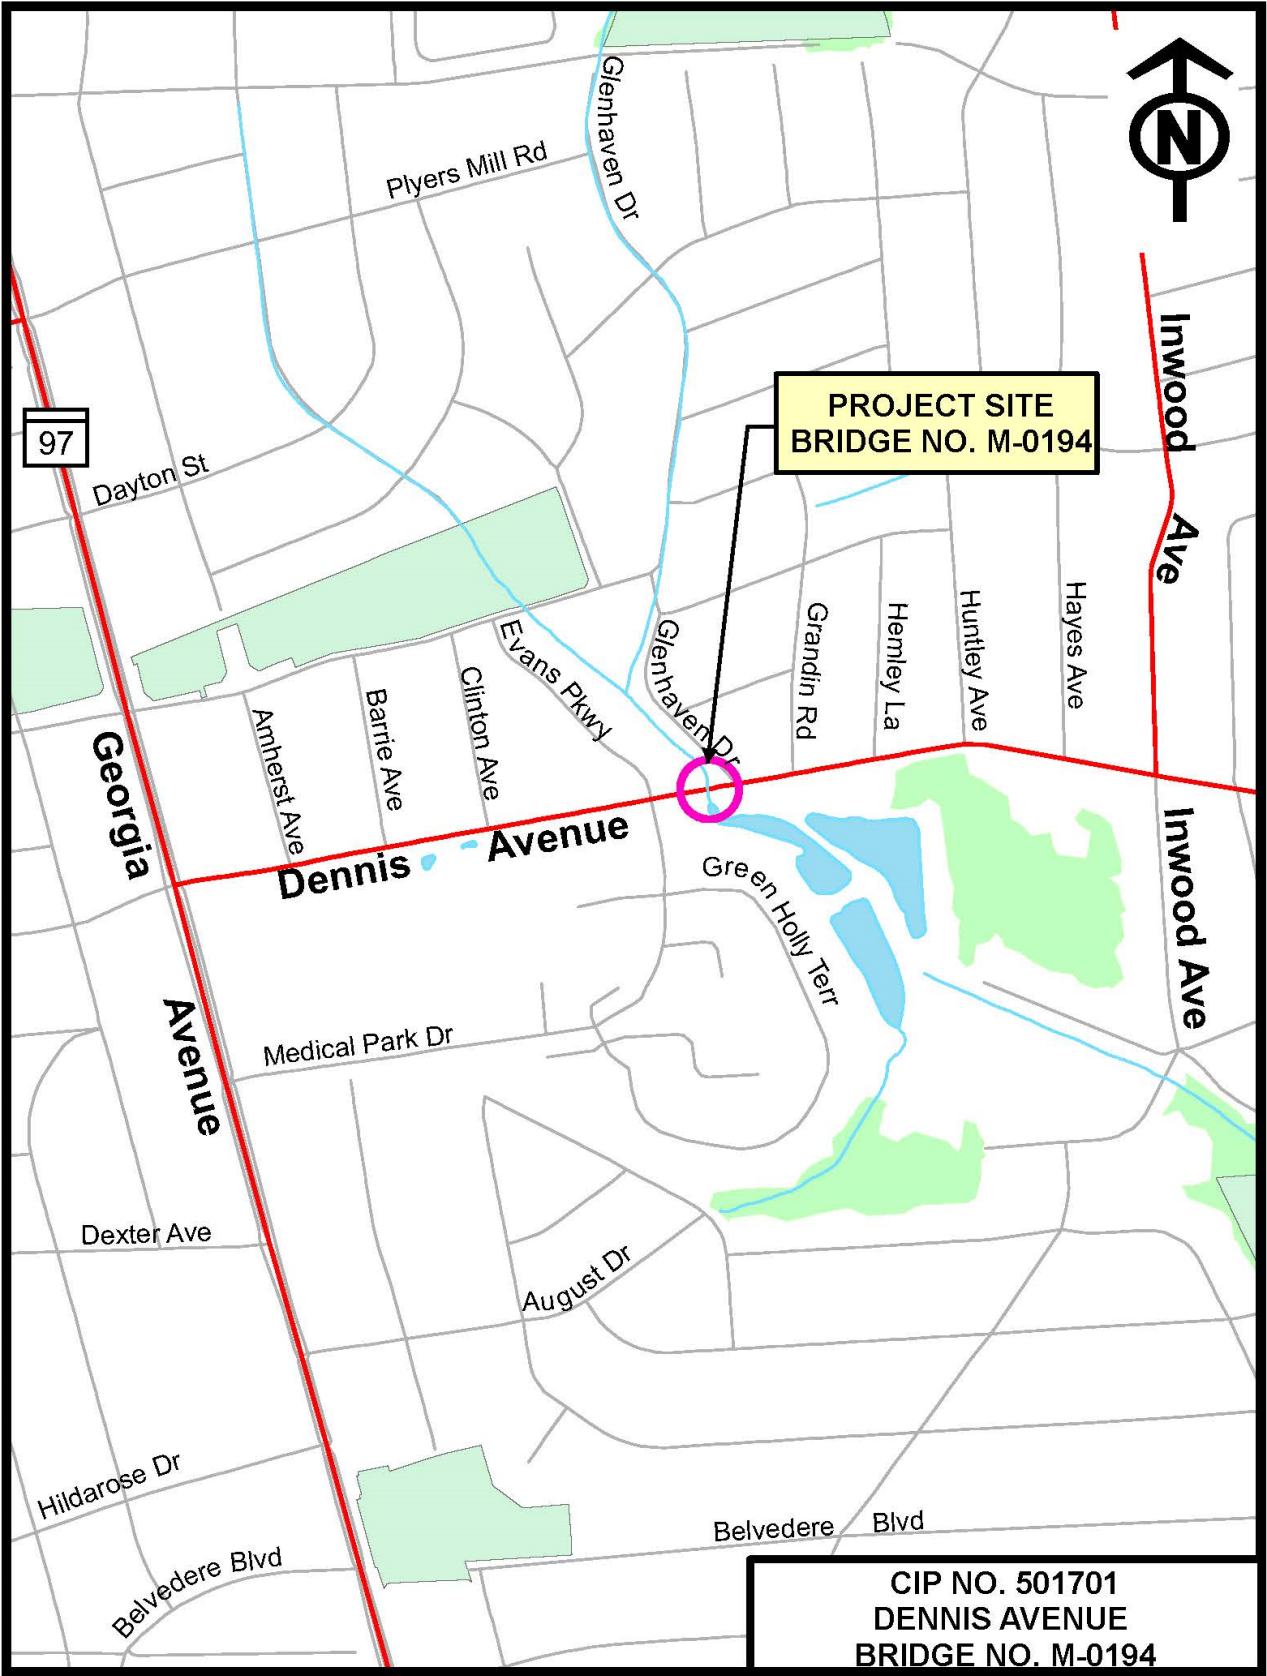 Glenhaven Dr
Plyers Mill Rd
N
Inwood Ave
PROJECT SITE
BRIDGE NO. M-0194
97
Dayton St
Evans Pkwy
Glenhaven Dr
Grandin Rd
Hemley La
Huntley Ave
Hayes Ave
Amherst Ave
Barrie Ave
Clinton Ave
Georgia Avenue
Dennis Avenue
Green Holly Terr
Inwood Ave
Medical Park Dr
Dexter Ave
August Dr
Hildarose Dr
Belvedere Blvd
Belvedere Blvd
CIP NO. 501701
DENNIS AVENUE
BRIDGE NO. M-0194